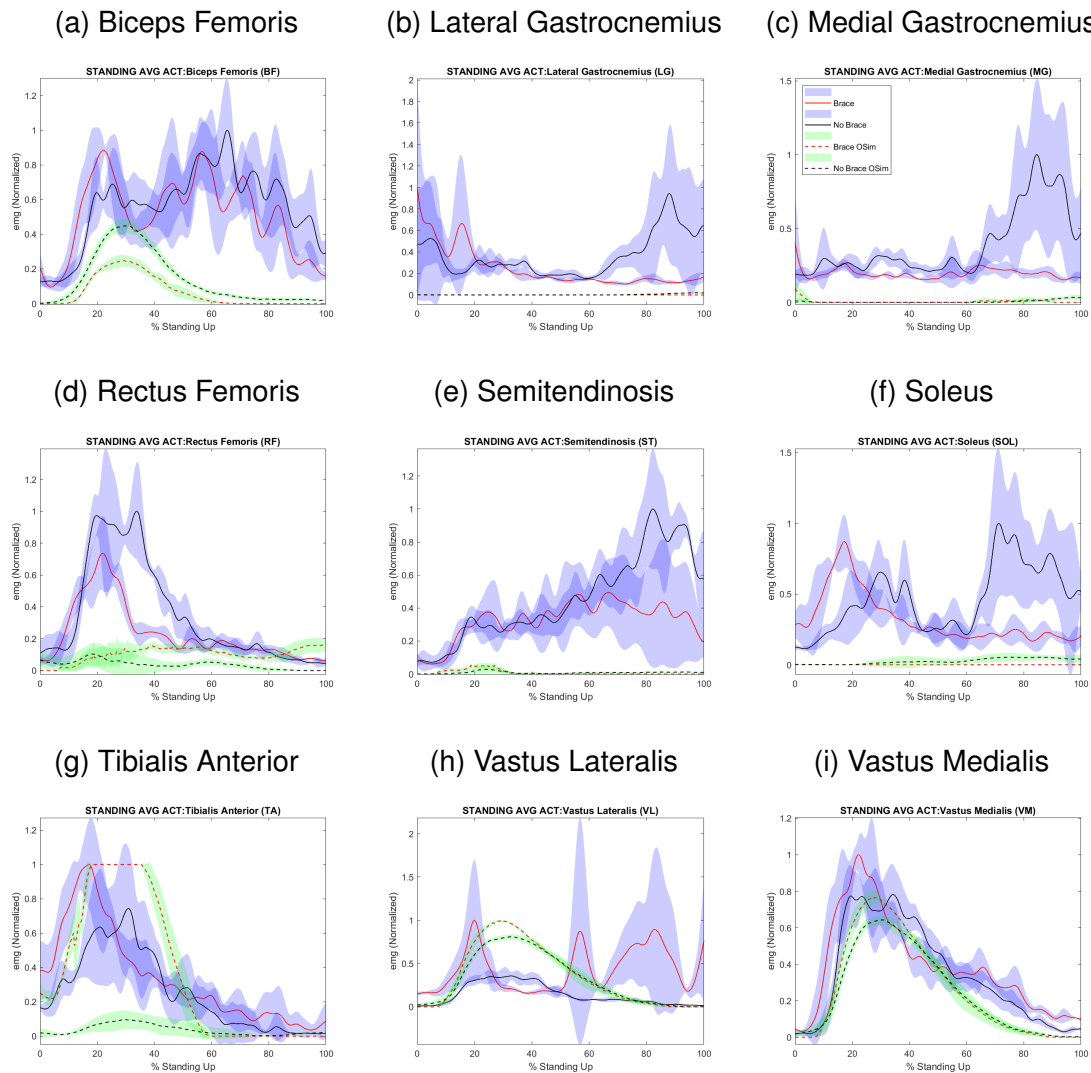 (a) Biceps Femoris
(b) Lateral Gastrocnemius
(c) Medial Gastrocnemius
STANDING AVG ACT:Biceps Femoris (BF)
emg (Normalized)
1.2
1
0.8
0.6
0.4
0.2
0
0 20 40 60 80 100
% Standing Up
STANDING AVG ACT:Lateral Gastrocnemius (LG)
emg (Normalized)
2
1.8
1.6
1.4
1.2
1
0.8
0.6
0.4
0.2
0
0 20 40 60 80 100
% Standing Up
STANDING AVG ACT:Medial Gastrocnemius (MG)
emg (Normalized)
1.5
1
0.5
0
Brace
No Brace
Brace OSim
No Brace OSim
0 20 40 60 80 100
% Standing Up
(d) Rectus Femoris
(e) Semitendinosis
(f) Soleus
STANDING AVG ACT:Rectus Femoris (RF)
emg (Normalized)
1.2
1
0.8
0.6
0.4
0.2
0
0 20 40 60 80 100
% Standing Up
STANDING AVG ACT:Semitendinosis (ST)
emg (Normalized)
1.2
1
0.8
0.6
0.4
0.2
0
0 20 40 60 80 100
% Standing Up
STANDING AVG ACT:Soleus (SOL)
emg (Normalized)
1.5
1
0.5
0
0 20 40 60 80 100
% Standing Up
(g) Tibialis Anterior
(h) Vastus Lateralis
(i) Vastus Medialis
STANDING AVG ACT:Tibialis Anterior (TA)
emg (Normalized)
1.2
1
0.8
0.6
0.4
0.2
0
0 20 40 60 80 100
% Standing Up
STANDING AVG ACT:Vastus Lateralis (VL)
emg (Normalized)
2
1.5
1
0.5
0
0 20 40 60 80 100
% Standing Up
STANDING AVG ACT:Vastus Medialis (VM)
emg (Normalized)
1.2
1
0.8
0.6
0.4
0.2
0
0 20 40 60 80 100
% Standing Up